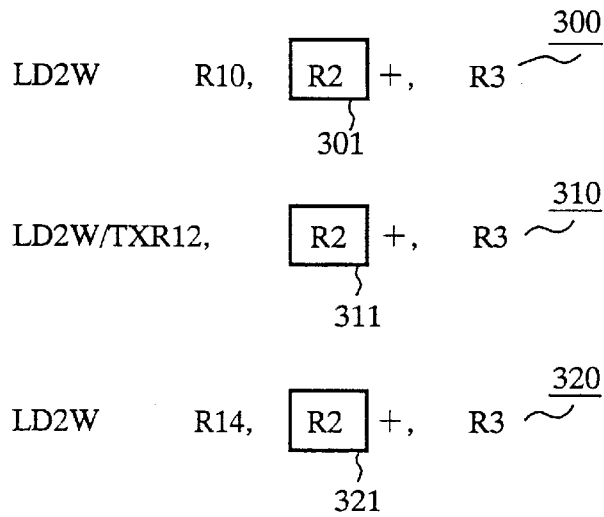 300
LD2W R10, R2 +, R3
301
310
LD2W/TXR12, R2 +, R3
311
320
LD2W R14, R2 +, R3
321